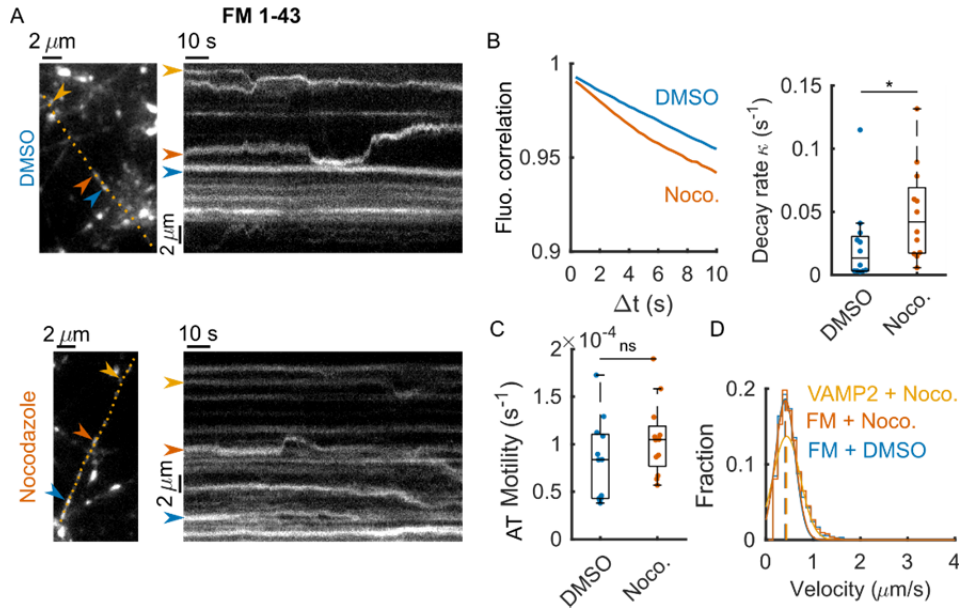 A
FM 1-43
2 μm
10 s
DMSO
2 μm
2 μm
10 s
Nocodazole
2 μm
B
1
0.95
0.9
Fluo. correlation
DMSO
Noco.
0 2 4 6 8 10
Δt (s)
0.15
0.1
0.05
0
Decay rate κ (s⁻¹)
*
DMSO
Noco.
C
2 ×10⁻⁴
1.5
1
0.5
0
AT Motility (s⁻¹)
ns
DMSO
Noco.
D
0.2
0.1
0
Fraction
VAMP2 + Noco.
FM + Noco.
FM + DMSO
0 1 2 3 4
Velocity (μm/s)